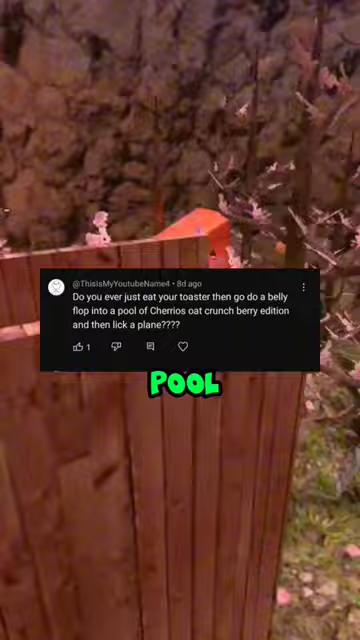 @ThisIsMyYoutubeName4 • 8d ago
Do you ever just eat your toaster then go do a belly
flop into a pool of Cherrios oat crunch berry edition
and then lick a plane????
1
POOL